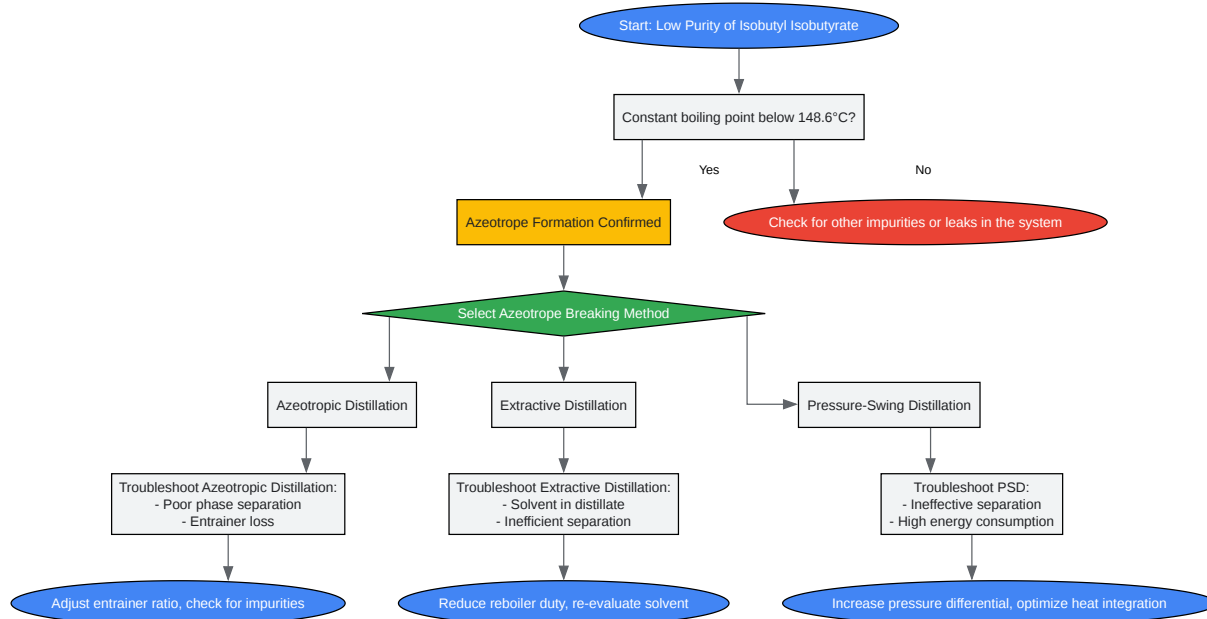 Start: Low Purity of Isobutyl Isobutyrate
Constant boiling point below 148.6°C?
Yes
No
Azeotrope Formation Confirmed
Check for other impurities or leaks in the system
Select Azeotrope Breaking Method
Azeotropic Distillation
Extractive Distillation
Pressure-Swing Distillation
Troubleshoot Azeotropic Distillation:
- Poor phase separation
- Entrainer loss
Troubleshoot Extractive Distillation:
- Solvent in distillate
- Inefficient separation
Troubleshoot PSD:
- Ineffective separation
- High energy consumption
Adjust entrainer ratio, check for impurities
Reduce reboiler duty, re-evaluate solvent
Increase pressure differential, optimize heat integration